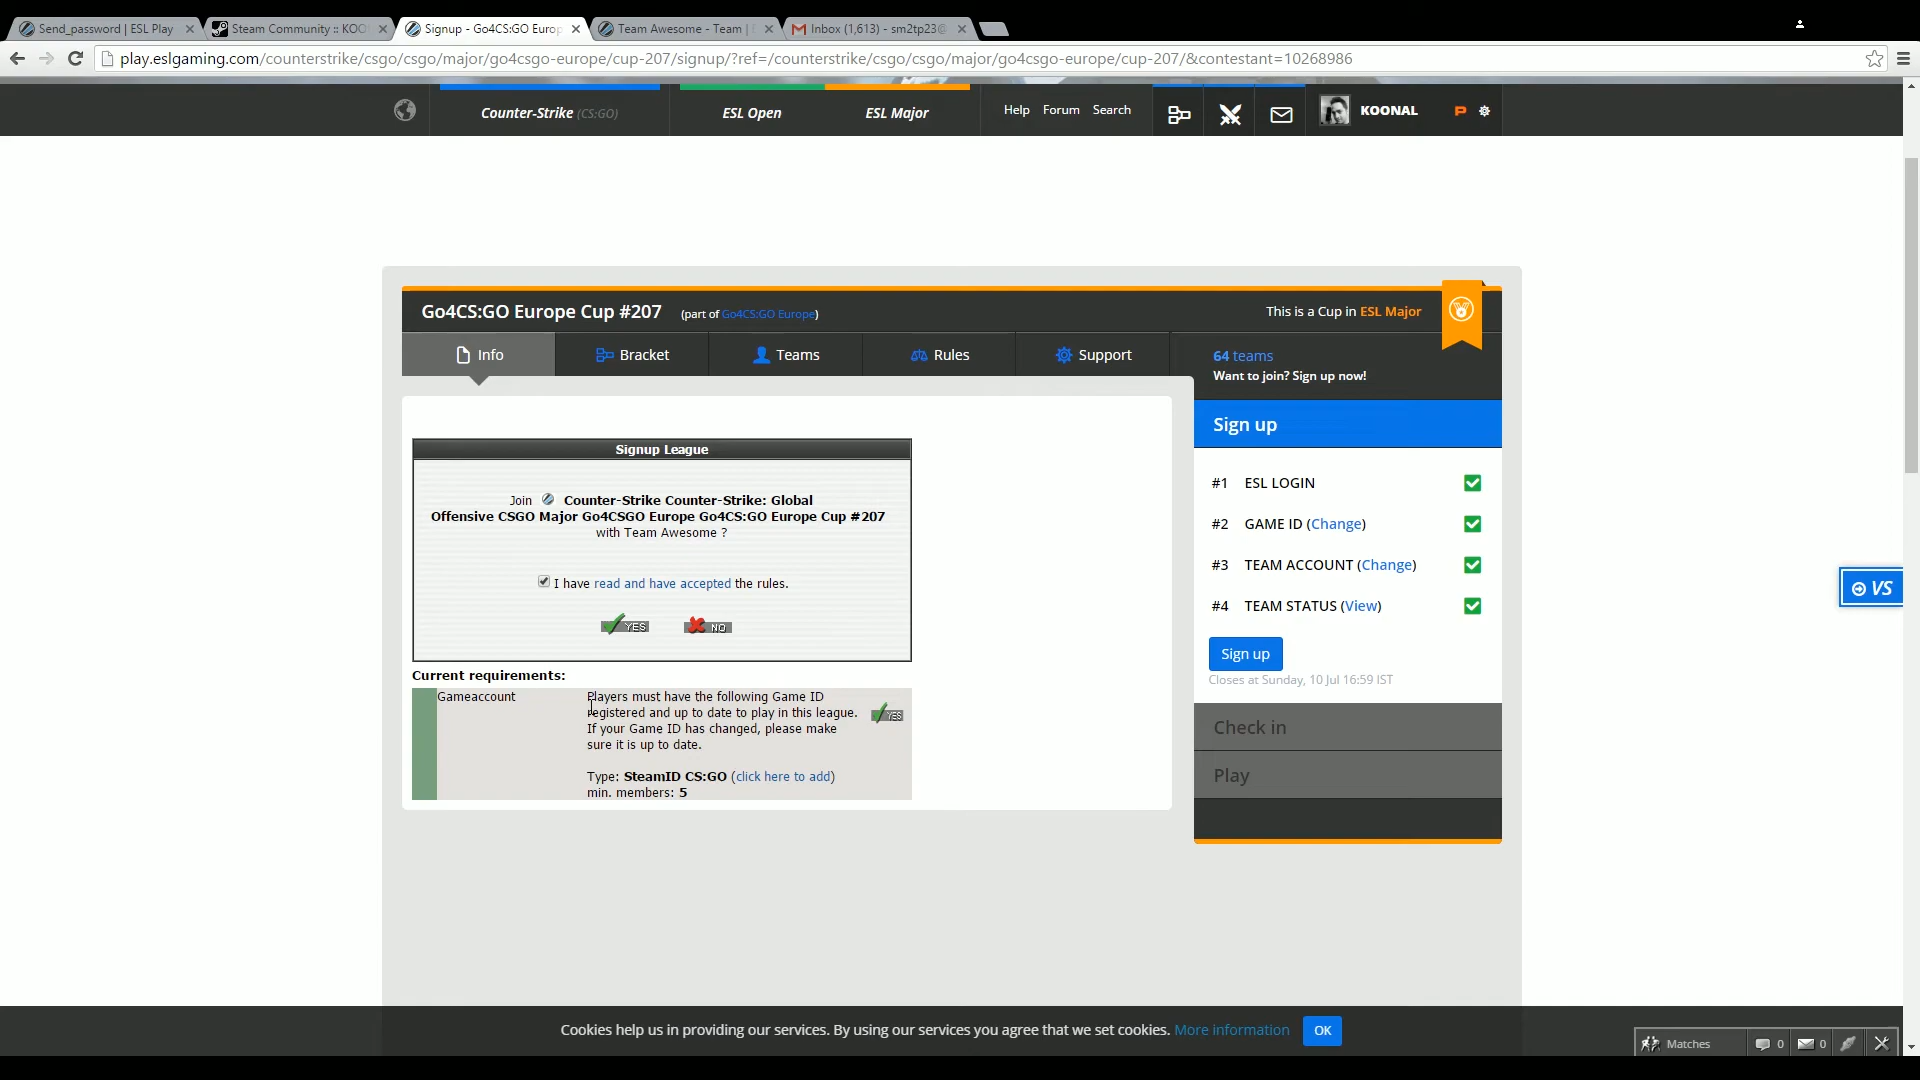 Send_password | ESL Play
Steam Community :: KOO
Signup - Go4CS:GO Europ
Team Awesome - Team |
Inbox (1,613) - sm2tp23@
play.eslgaming.com/counterstrike/csgo/csgo/major/go4csgo-europe/cup-207/signup/?ref=/counterstrike/csgo/csgo/major/go4csgo-europe/cup-207/&contestant=10268986
Counter-Strike (CS:GO)
ESL Open
ESL Major
Help
Forum
Search
KOONAL
Go4CS:GO Europe Cup #207 (part of Go4CS:GO Europe)
This is a Cup in ESL Major
Info
Bracket
Teams
Rules
Support
64 teams
Want to join? Sign up now!
Sign up
Signup League
Join Counter-Strike Counter-Strike: Global
Offensive CSGO Major Go4CSGO Europe Go4CS:GO Europe Cup #207
with Team Awesome ?
I have read and have accepted the rules.
YES
NO
Current requirements:
Gameaccount
Players must have the following Game ID
registered and up to date to play in this league.
If your Game ID has changed, please make
sure it is up to date.
YES
Type: SteamID CS:GO (click here to add)
min. members: 5
#1 ESL LOGIN
#2 GAME ID (Change)
#3 TEAM ACCOUNT (Change)
#4 TEAM STATUS (View)
Sign up
Closes at Sunday, 10 Jul 16:59 IST
Check in
Play
VS
Cookies help us in providing our services. By using our services you agree that we set cookies. More information
OK
Matches
0
0